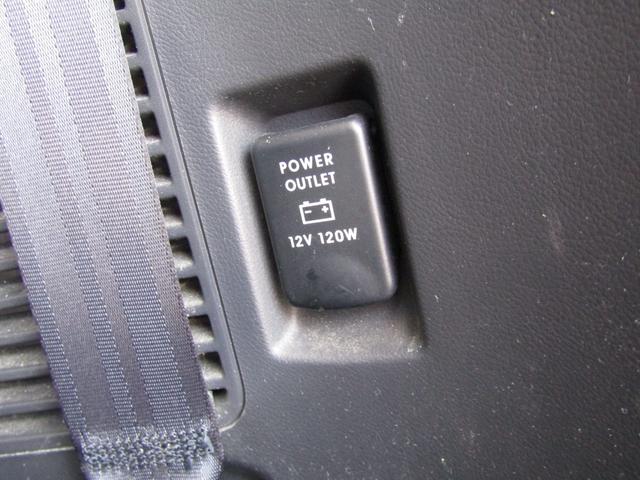 POWER
OUTLET
- +
12V 120W